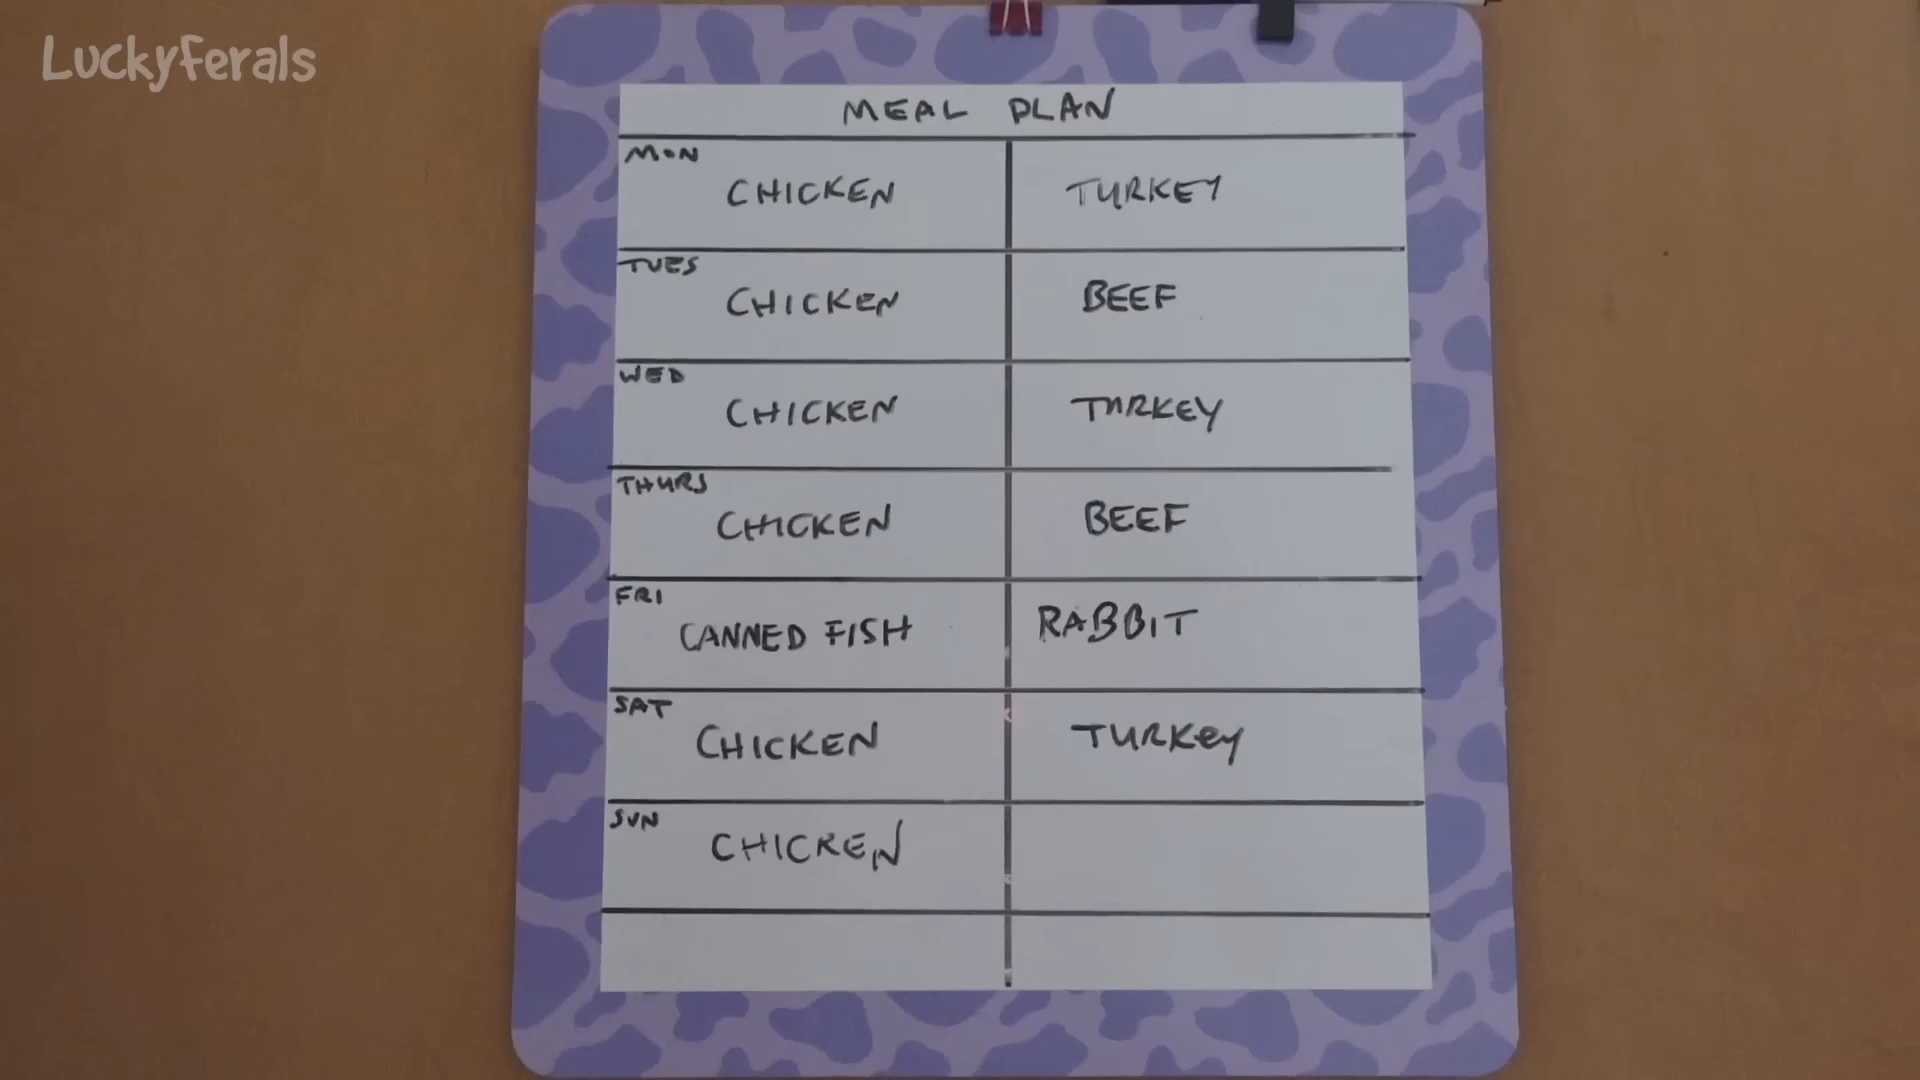 LuckyFerals
MEAL PLAN
MON
CHICKEN TURKEY
TUES
CHICKEN BEEF
WED
CHICKEN TURKEY
THURS
CHICKEN BEEF
FRI
CANNED FISH RABBIT
SAT
CHICKEN TURKEY
SUN
CHICKEN